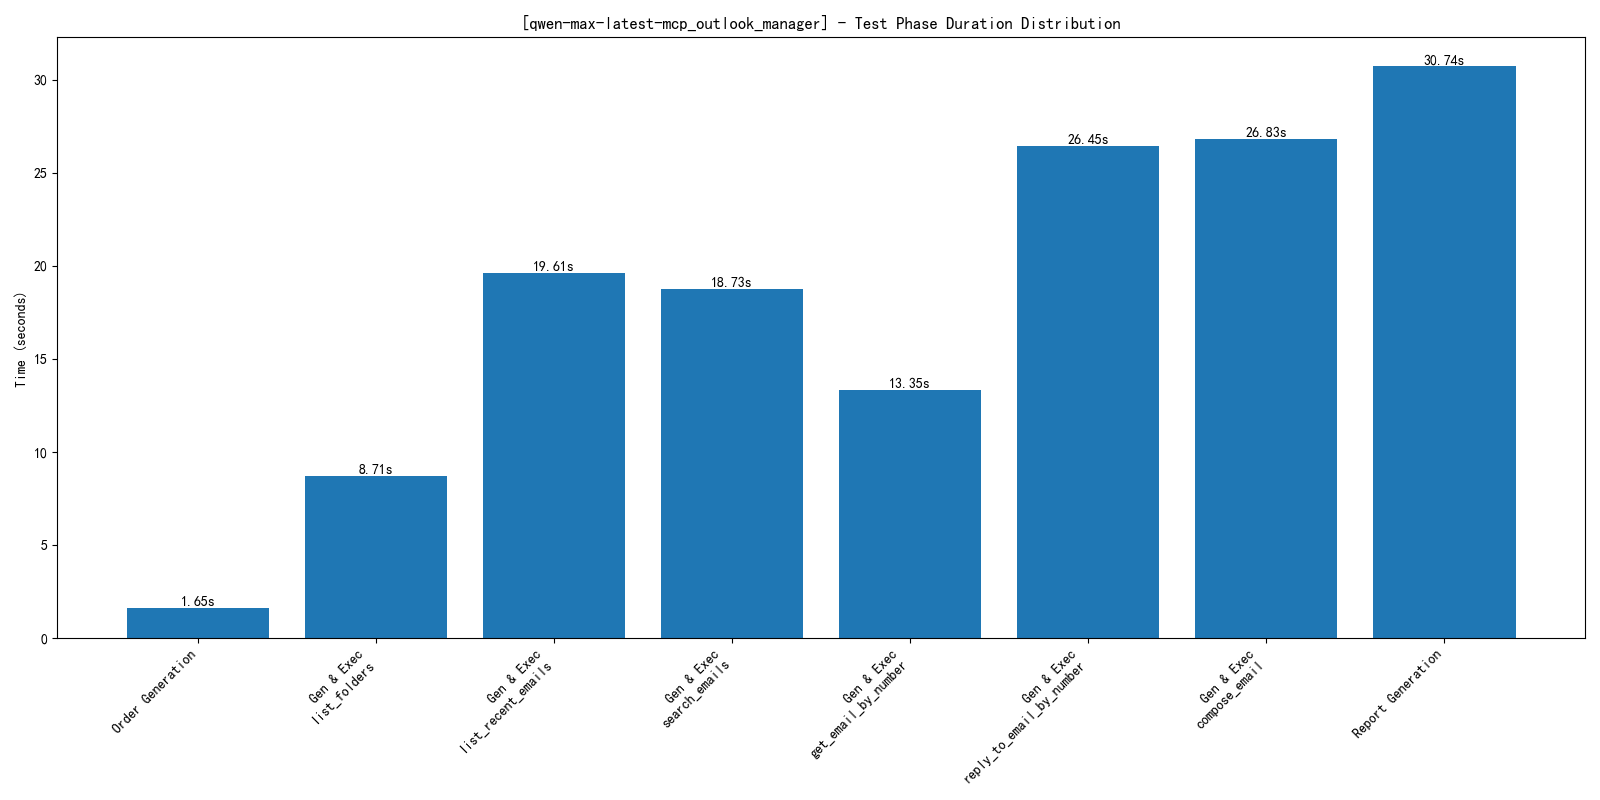 [qwen-max-latest-mcp_outlook_manager] - Test Phase Duration Distribution
Time (seconds)
30
25
20
15
10
5
0
1.65s
8.71s
19.61s
18.73s
13.35s
26.45s
26.83s
30.74s
Order Generation
Gen & Exec
list_folders
Gen & Exec
list_recent_emails
Gen & Exec
search_emails
Gen & Exec
get_email_by_number
Gen & Exec
reply_to_email_by_number
Gen & Exec
compose_email
Report Generation